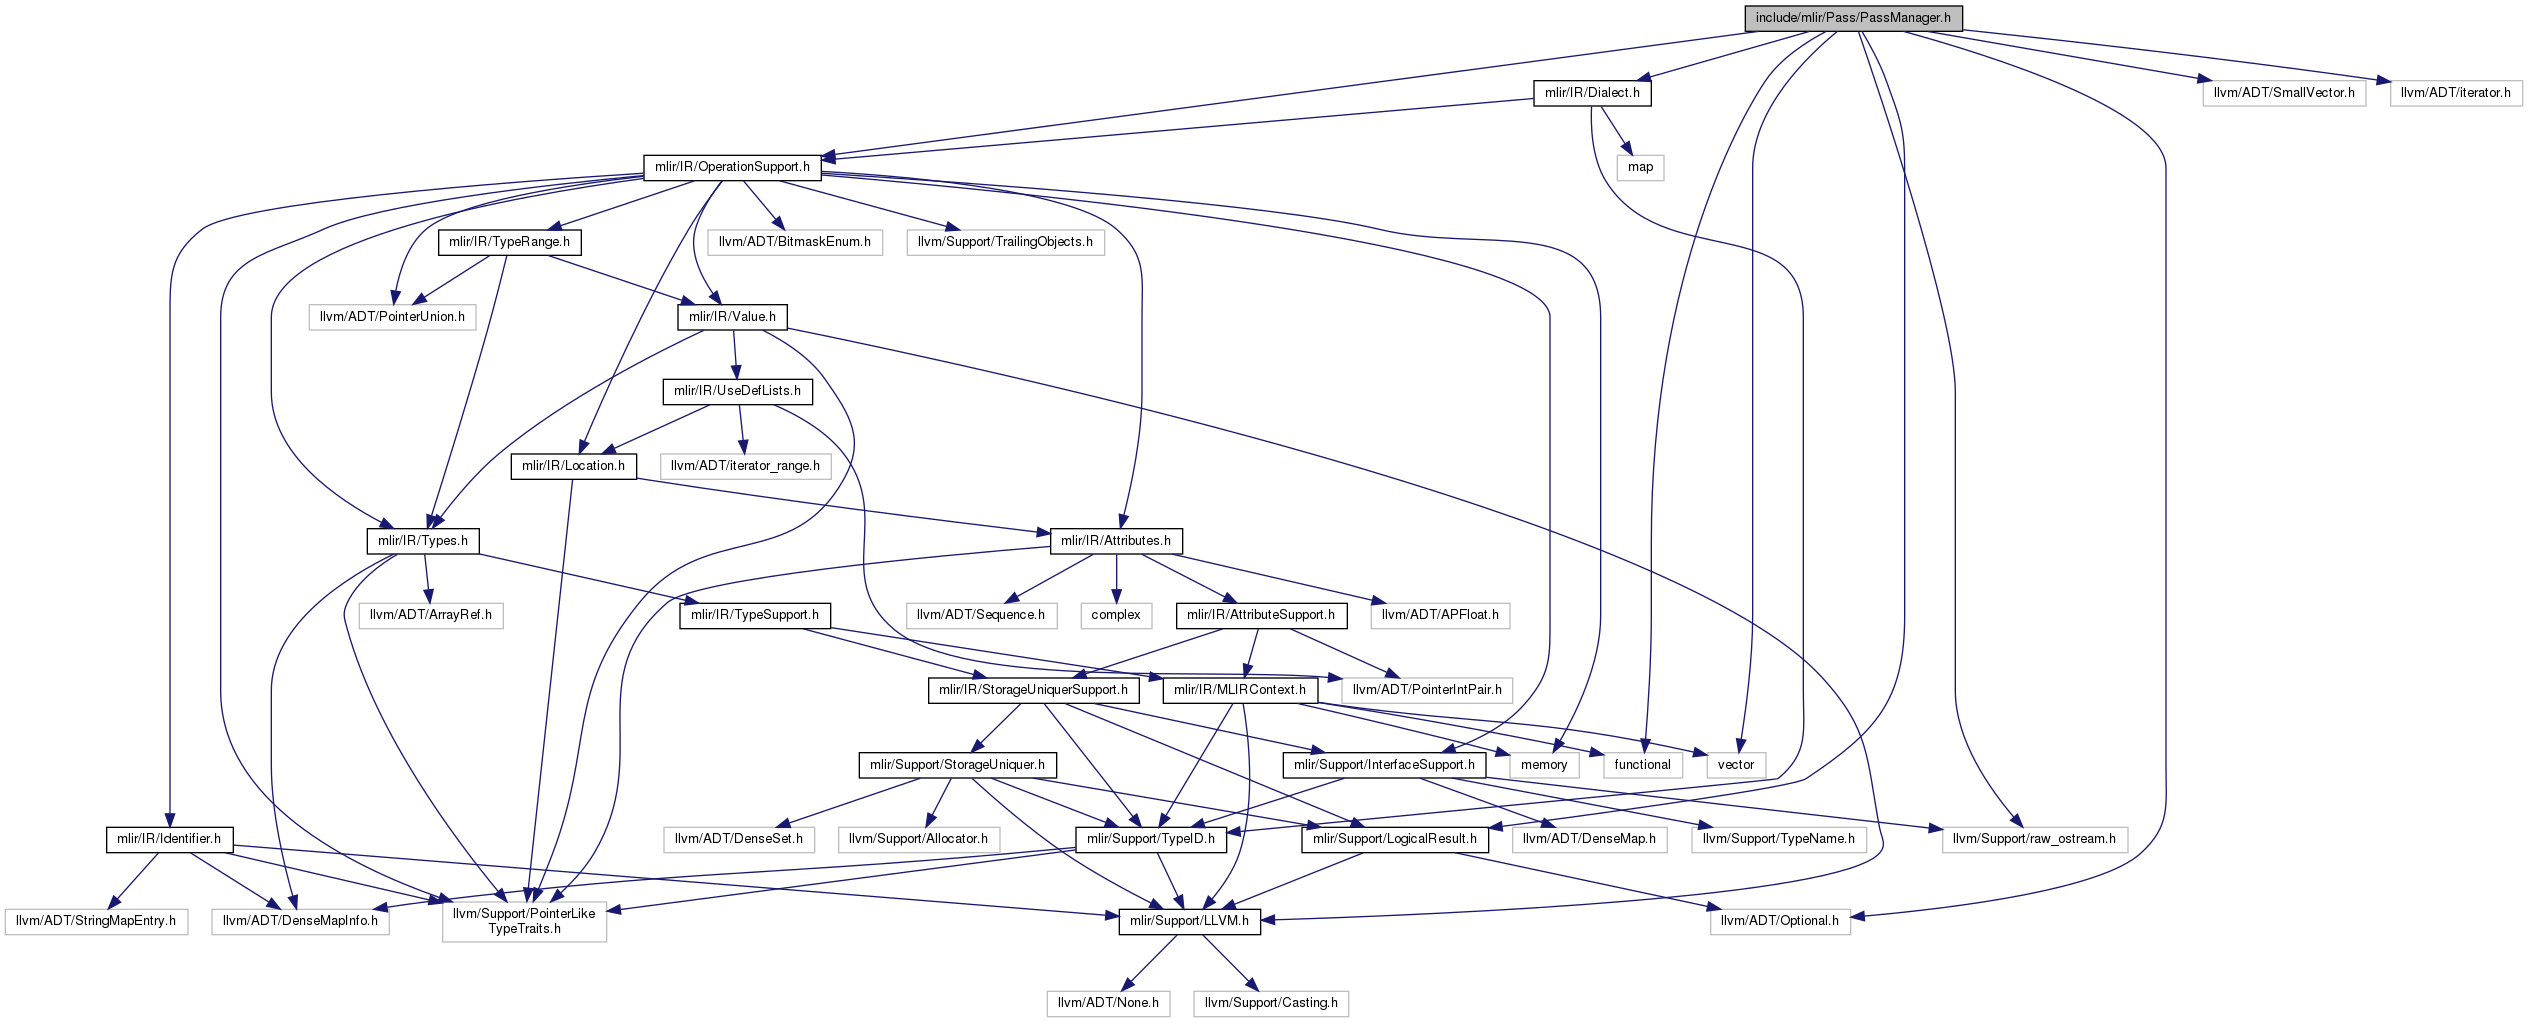 include/mlir/Pass/PassManager.h
mlir/IR/Dialect.h
llvm/ADT/SmallVector.h
llvm/ADT/iterator.h
mlir/IR/OperationSupport.h
map
mlir/IR/TypeRange.h
llvm/ADT/BitmaskEnum.h
llvm/Support/TrailingObjects.h
llvm/ADT/PointerUnion.h
mlir/IR/Value.h
mlir/IR/UseDefLists.h
mlir/IR/Location.h
llvm/ADT/iterator_range.h
mlir/IR/Types.h
mlir/IR/Attributes.h
llvm/ADT/ArrayRef.h
mlir/IR/TypeSupport.h
llvm/ADT/Sequence.h
complex
mlir/IR/AttributeSupport.h
llvm/ADT/APFloat.h
mlir/IR/StorageUniquerSupport.h
mlir/IR/MLIRContext.h
llvm/ADT/PointerIntPair.h
mlir/Support/StorageUniquer.h
mlir/Support/InterfaceSupport.h
memory
functional
vector
mlir/IR/Identifier.h
llvm/ADT/DenseSet.h
llvm/Support/Allocator.h
mlir/Support/TypeID.h
mlir/Support/LogicalResult.h
llvm/ADT/DenseMap.h
llvm/Support/TypeName.h
llvm/Support/raw_ostream.h
llvm/ADT/StringMapEntry.h
llvm/ADT/DenseMapInfo.h
llvm/Support/PointerLike
TypeTraits.h
mlir/Support/LLVM.h
llvm/ADT/Optional.h
llvm/ADT/None.h
llvm/Support/Casting.h